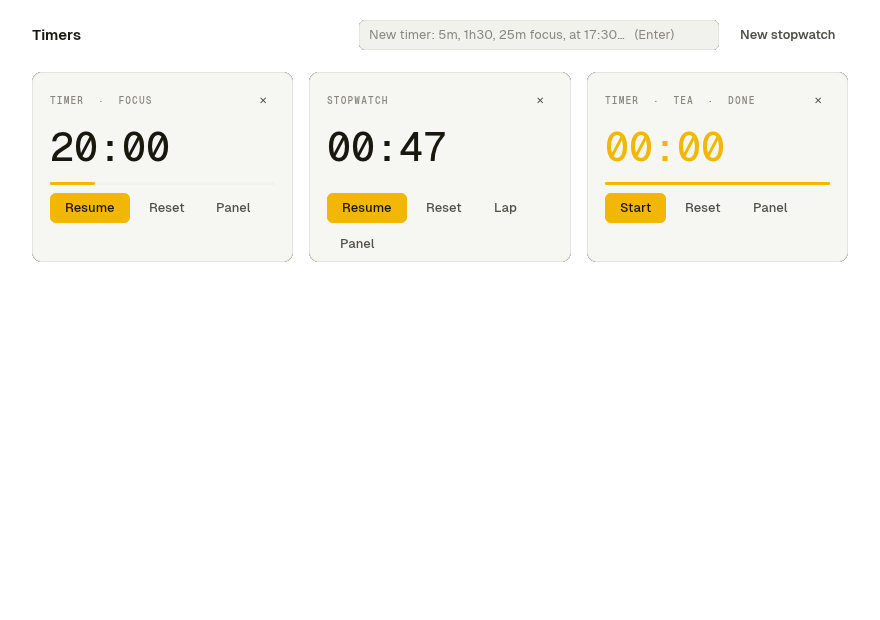 Timers
New timer: 5m, 1h30, 25m focus, at 17:30... (Enter)
New stopwatch
TIMER · FOCUS ×
20:00
Resume Reset Panel
STOPWATCH ×
00:47
Resume Reset Lap
Panel
TIMER · TEA · DONE ×
00:00
Start Reset Panel